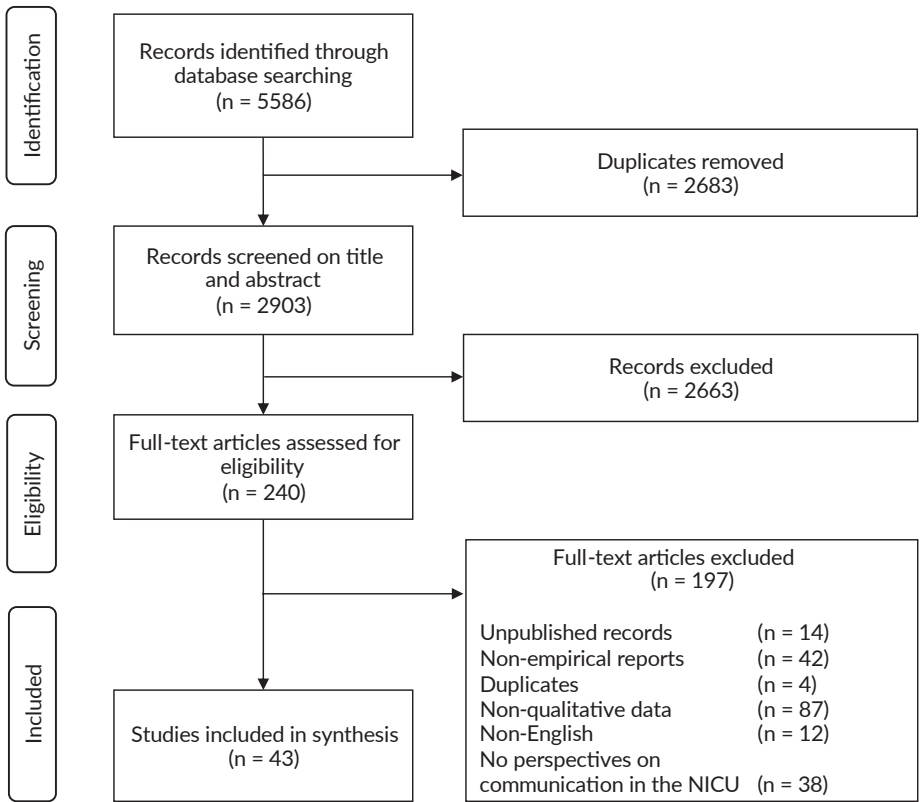 Identification
Records identified through
database searching
(n = 5586)
Duplicates removed
(n = 2683)
Screening
Records screened on title
and abstract
(n = 2903)
Records excluded
(n = 2663)
Eligibility
Full-text articles assessed for
eligibility
(n = 240)
Full-text articles excluded
(n = 197)
Unpublished records (n = 14)
Non-empirical reports (n = 42)
Duplicates (n = 4)
Non-qualitative data (n = 87)
Non-English (n = 12)
No perspectives on
communication in the NICU (n = 38)
Included
Studies included in synthesis
(n = 43)